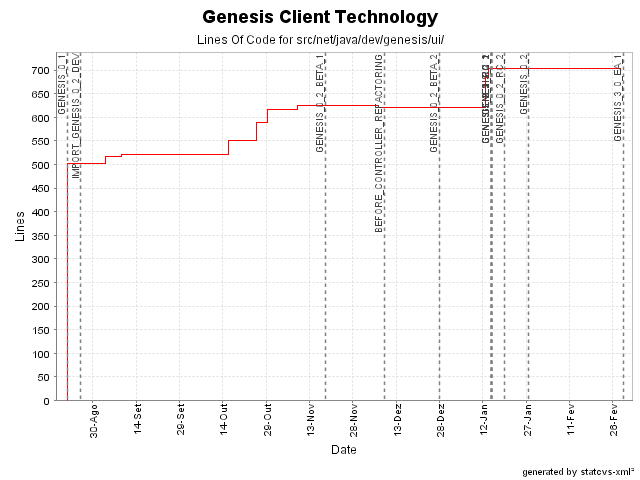 Genesis Client Technology
Lines Of Code for src/net/java/dev/genesis/ui/
GENESIS_0_1
IMPORT_GENESIS_0_2_DEV
GENESIS_0_2_BETA_1
BEFORE_CONTROLLER_REFACTORING
GENESIS_0_2_BETA_2
GENESIS_0_2_RC_2
GENESIS_0_2
GENESIS_3_0_EA_1
Lines
700
650
600
550
500
450
400
350
300
250
200
150
100
50
0
30-Ago
14-Set
29-Set
14-Out
29-Out
13-Nov
28-Nov
13-Dez
28-Dez
12-Jan
27-Jan
11-Fev
26-Fev
Date
generated by statcvs-xml²